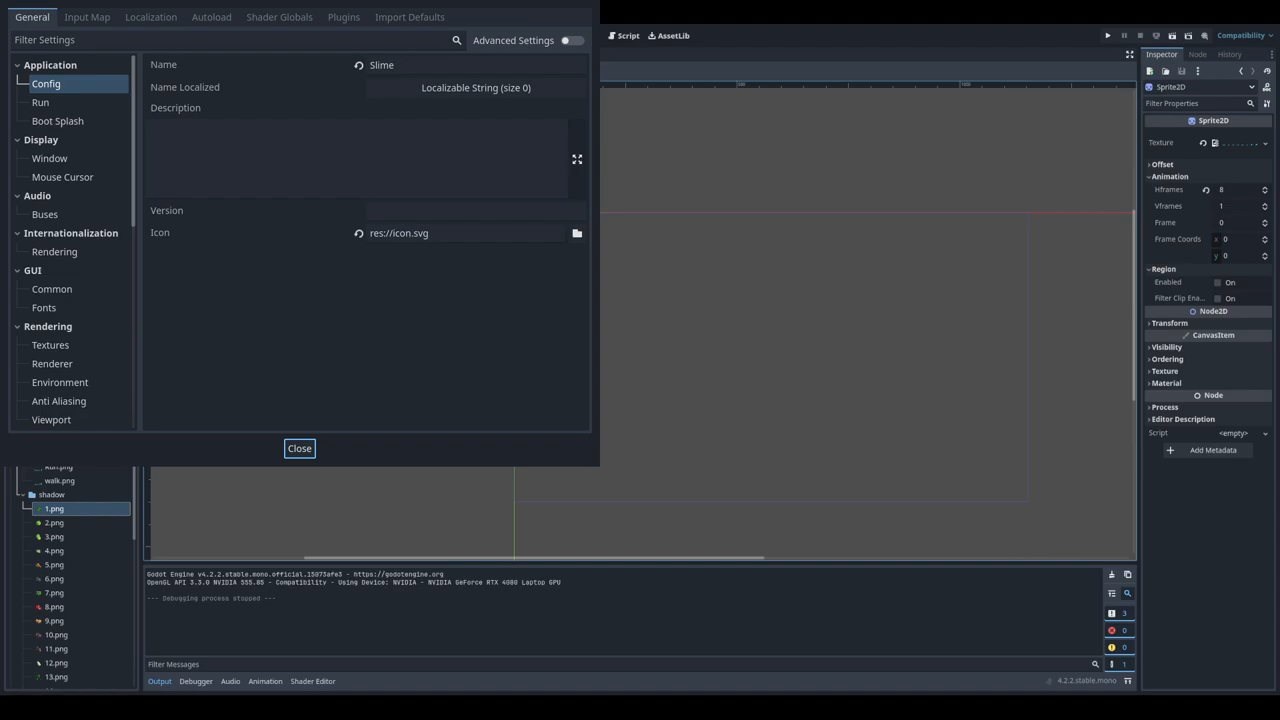 General Input Map Localization Autoload Shader Globals Plugins Import Defaults
Filter Settings
Advanced Settings
Application
Config
Run
Boot Splash
Display
Window
Mouse Cursor
Audio
Buses
Internationalization
Rendering
GUI
Common
Fonts
Rendering
Textures
Renderer
Environment
Anti Aliasing
Viewport
Name Slime
Name Localized Localizable String (size 0)
Description
Version
Icon res://icon.svg
Close
Script AssetLib
Compatibility
500
1000
Inspector Node History
Sprite2D
Filter Properties
Sprite2D
Texture
Offset
Animation
Hframes 8
Vframes 1
Frame 0
Frame Coords x 0
y 0
Region
Enabled On
Filter Clip Ena... On
Node2D
Transform
CanvasItem
Visibility
Ordering
Texture
Material
Node
Process
Editor Description
Script <empty>
Add Metadata
walk.png
shadow
1.png
2.png
3.png
4.png
5.png
6.png
7.png
8.png
9.png
10.png
11.png
12.png
13.png
Godot Engine v4.2.2.stable.mono.official.15073afe3 - https://godotengine.org
OpenGL API 3.3.0 NVIDIA 555.85 - Compatibility - Using Device: NVIDIA - NVIDIA GeForce RTX 4080 Laptop GPU
--- Debugging process stopped ---
3
0
0
1
Filter Messages
Output Debugger Audio Animation Shader Editor
4.2.2.stable.mono